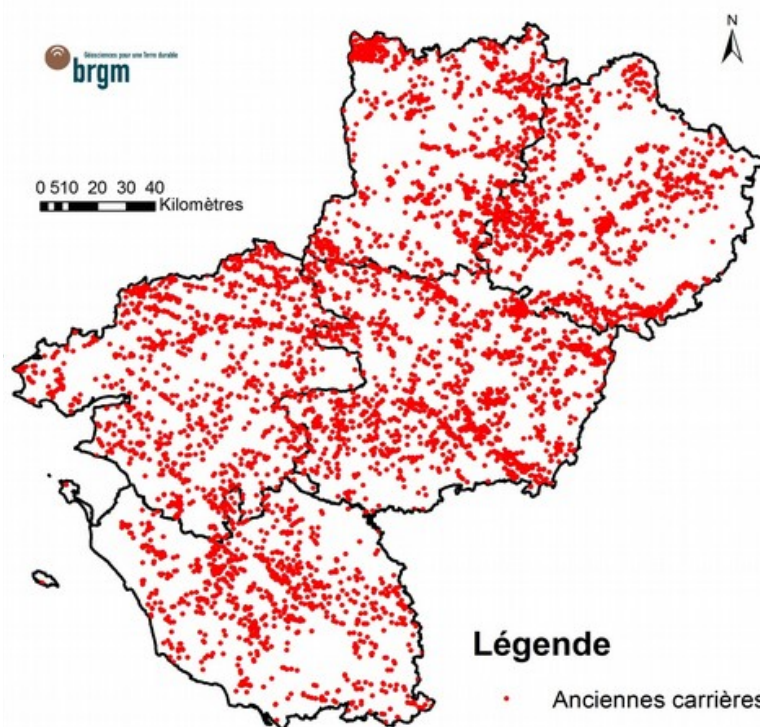 N
Géosciences pour une Terre durable
brgm
0 510 20 30 40
Kilomètres
Légende
Anciennes carrières